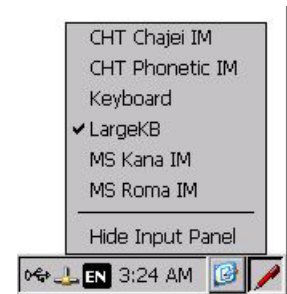 CHT Chajei IM
CHT Phonetic IM
Keyboard
LargeKB
MS Kana IM
MS Roma IM
Hide Input Panel
EN 3:24 AM